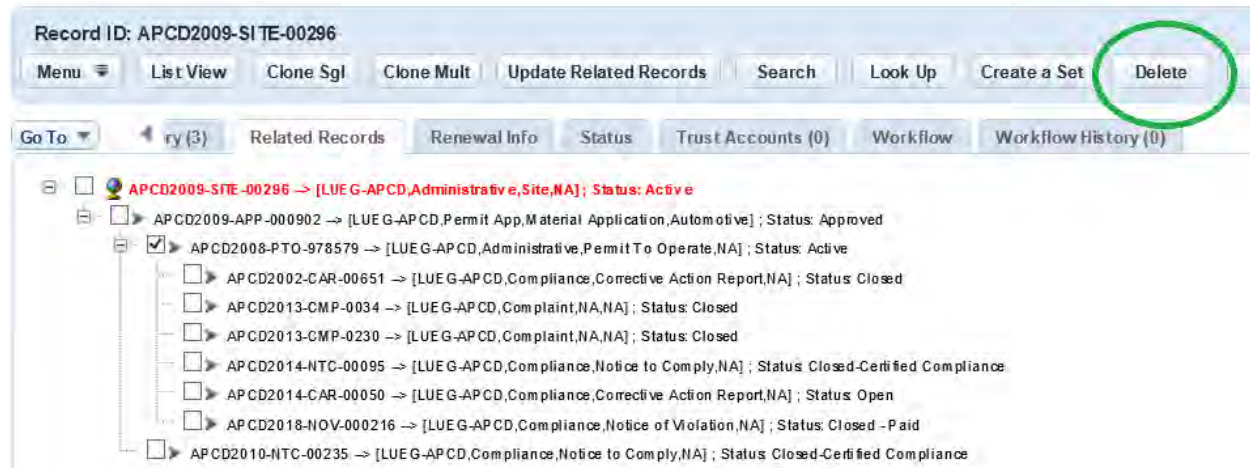 Record ID: APCD2009-SITE-00296
Menu List View Clone Sgl Clone Mult Update Related Records Search Look Up Create a Set Delete
Go To ry (3) Related Records Renewal Info Status Trust Accounts (0) Workflow Workflow History (0)
APCD2009-SITE-00296 --> [LUEG-APCD,Administrative,Site,NA] ; Status: Active
APCD2009-APP-000902 --> [LUEG-APCD,Permit App,Material Application,Automotive] ; Status: Approved
APCD2008-PTO-978579 --> [LUEG-APCD,Administrative,Permit To Operate,NA] ; Status: Active
APCD2002-CAR-00651 --> [LUEG-APCD,Compliance,Corrective Action Report,NA] ; Status: Closed
APCD2013-CMP-0034 --> [LUEG-APCD,Complaint,NA,NA] ; Status: Closed
APCD2013-CMP-0230 --> [LUEG-APCD,Complaint,NA,NA] ; Status: Closed
APCD2014-NTC-00095 --> [LUEG-APCD,Compliance,Notice to Comply,NA] ; Status: Closed-Certified Compliance
APCD2014-CAR-00050 --> [LUEG-APCD,Compliance,Corrective Action Report,NA] ; Status: Open
APCD2018-NOV-000216 --> [LUEG-APCD,Compliance,Notice of Violation,NA] ; Status: Closed - Paid
APCD2010-NTC-00235 --> [LUEG-APCD,Compliance,Notice to Comply,NA] ; Status: Closed-Certified Compliance